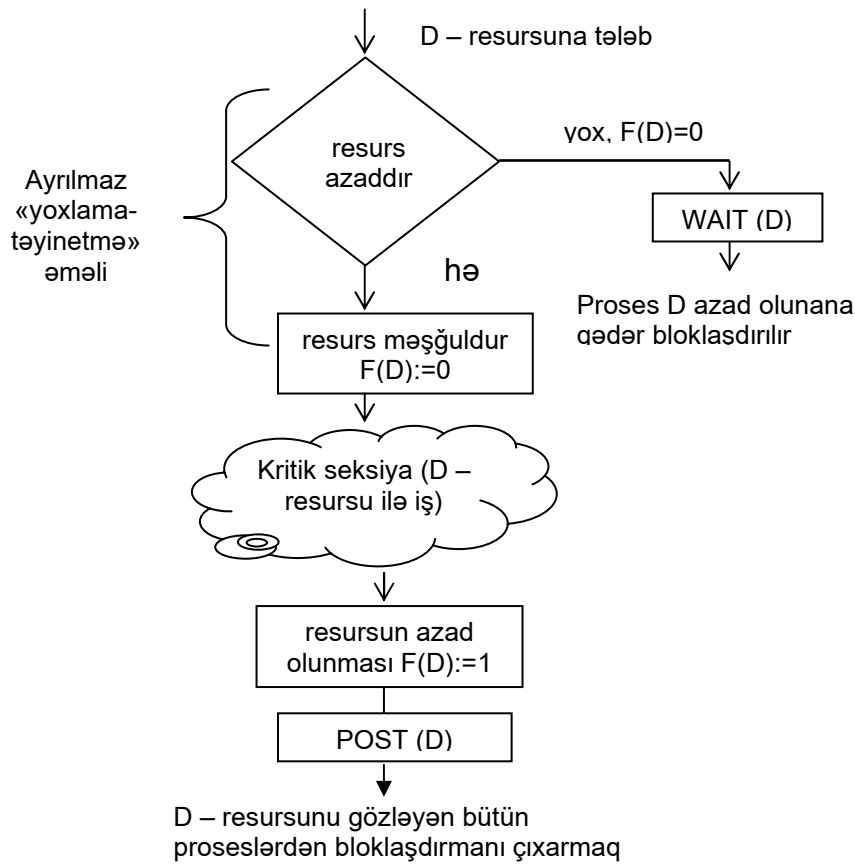 D – resursuna tələb
resurs
azaddır
yox, F(D)=0
Ayrılmaz
«yoxlama-
təyinetmə»
əməli
WAIT (D)
hə
Proses D azad olunana
qədər bloklaşdırılır
resurs məşğuldur
F(D):=0
Kritik seksiya (D –
resursu ilə iş)
resursun azad
olunması F(D):=1
POST (D)
D – resursunu gözləyən bütün
proseslərdən bloklaşdırmanı çıxarmaq